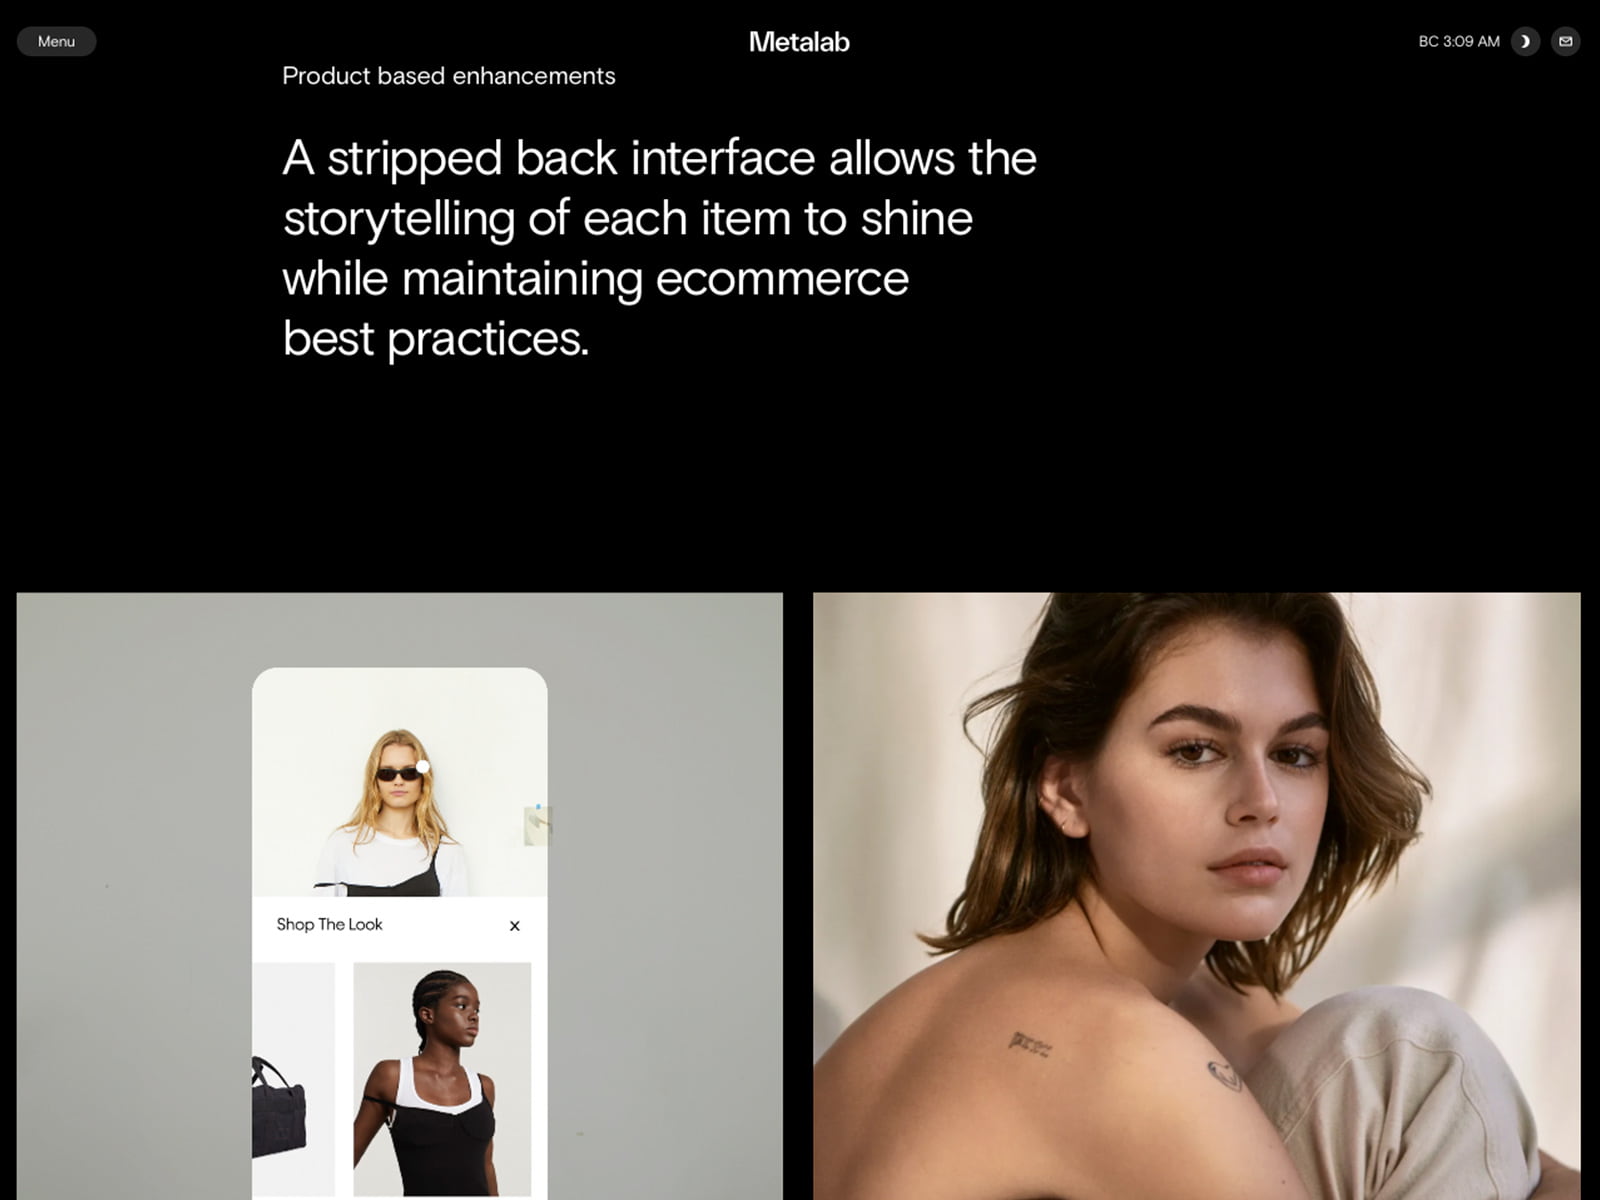 Menu
Metalab
BC 3:09 AM
Product based enhancements
A stripped back interface allows the
storytelling of each item to shine
while maintaining ecommerce
best practices.
Shop The Look
X